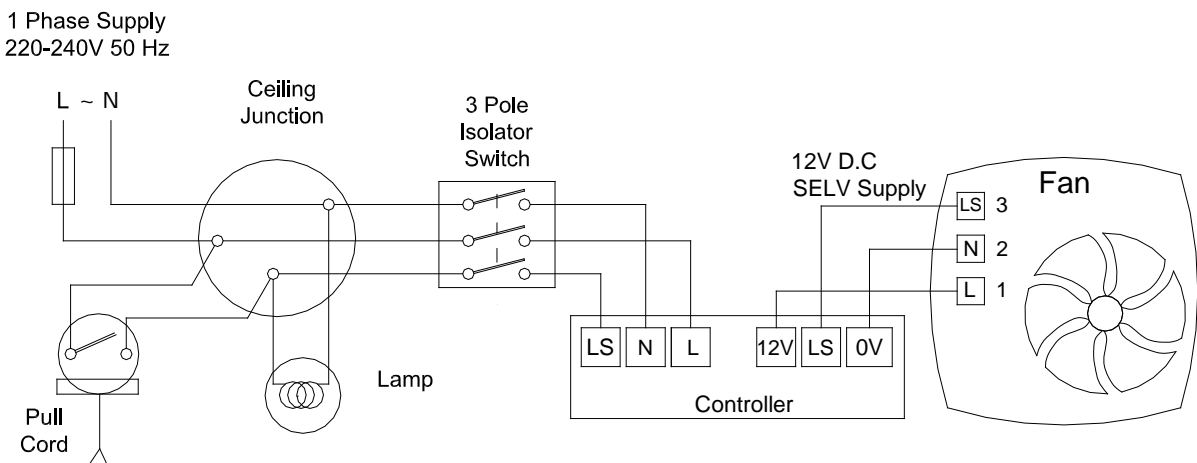 1 Phase Supply
220-240V 50 Hz
L ~ N
Ceiling
Junction
3 Pole
Isolator
Switch
12V D.C
SELV Supply
Fan
LS 3
N 2
L 1
LS N L 12V LS 0V
Controller
Lamp
Pull
Cord